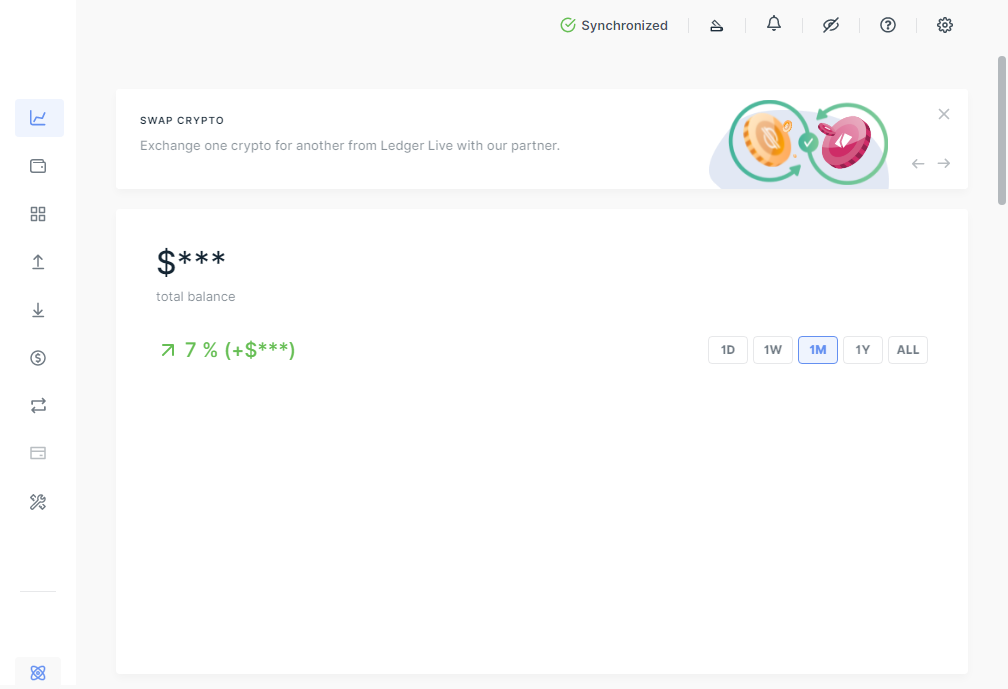 Synchronized
SWAP CRYPTO
Exchange one crypto for another from Ledger Live with our partner.
$***
total balance
7 % (+$***)
1D 1W 1M 1Y ALL